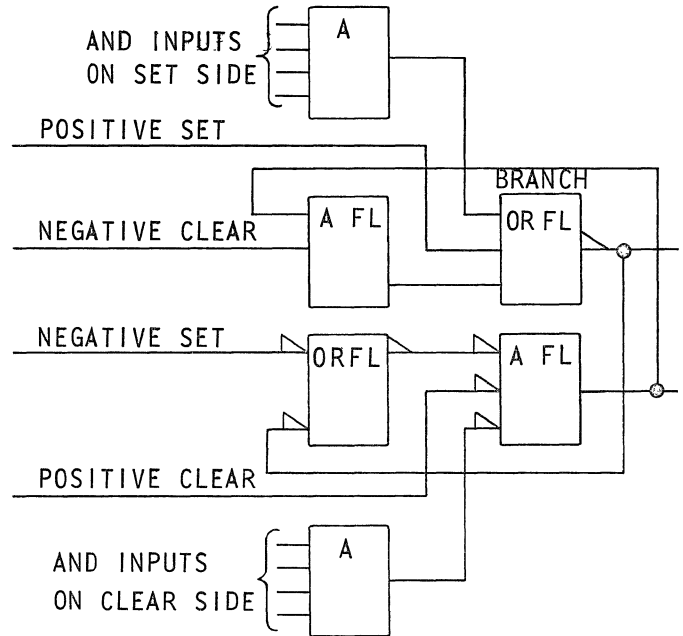 A
AND INPUTS
ON SET SIDE
POSITIVE SET
BRANCH
A FL
OR FL
NEGATIVE CLEAR
NEGATIVE SET
ORFL
A FL
POSITIVE CLEAR
A
AND INPUTS
ON CLEAR SIDE